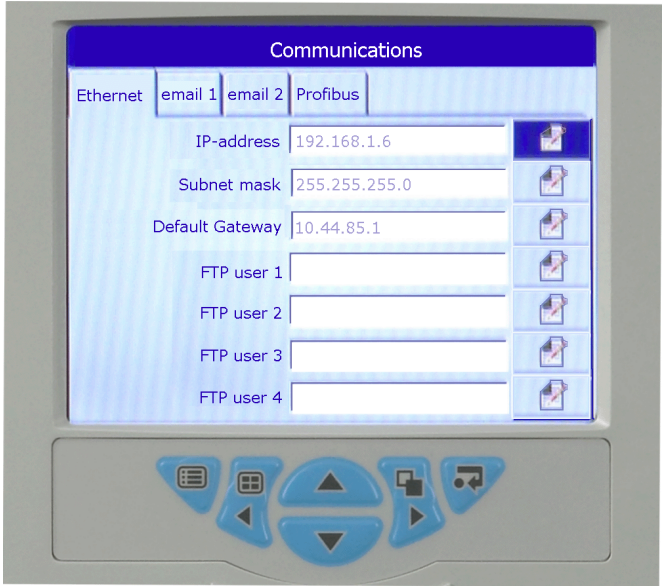 Communications
Ethernet email 1 email 2 Profibus
IP-address 192.168.1.6
Subnet mask 255.255.255.0
Default Gateway 10.44.85.1
FTP user 1
FTP user 2
FTP user 3
FTP user 4